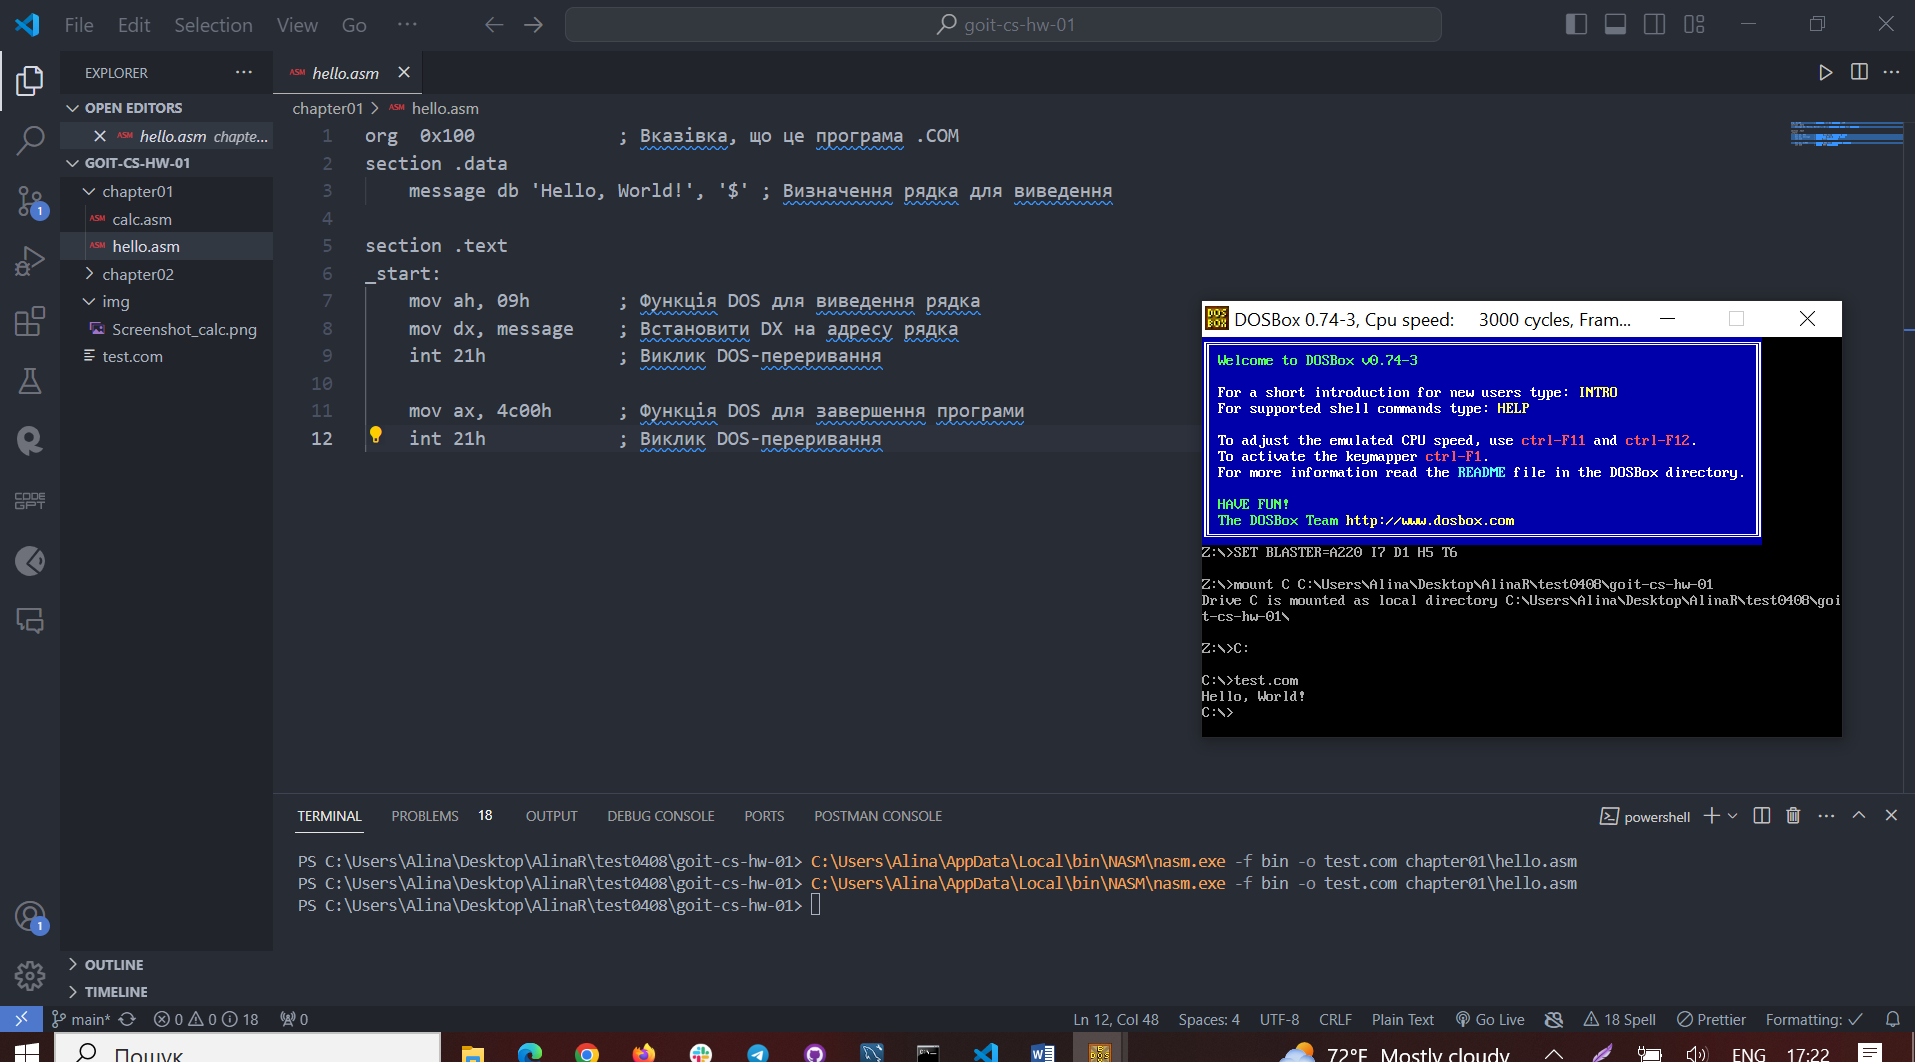 File Edit Selection View Go ···
goit-cs-hw-01
EXPLORER ···
OPEN EDITORS
ASM hello.asm chapte...
GOIT-CS-HW-01
chapter01
ASM calc.asm
ASM hello.asm
chapter02
img
Screenshot_calc.png
test.com
OUTLINE
TIMELINE
1
CODE
GPT
1
ASM hello.asm
chapter01 > ASM hello.asm
1 org 0x100 ; Вказівка, що це програма .COM
2 section .data
3 message db 'Hello, World!', '$' ; Визначення рядка для виведення
4
5 section .text
6 _start:
7 mov ah, 09h ; Функція DOS для виведення рядка
8 mov dx, message ; Встановити DX на адресу рядка
9 int 21h ; Виклик DOS-переривання
10
11 mov ax, 4c00h ; Функція DOS для завершення програми
12 int 21h ; Виклик DOS-переривання
DOS
BOX
DOSBox 0.74-3, Cpu speed: 3000 cycles, Fram...
Welcome to DOSBox v0.74-3
For a short introduction for new users type: INTRO
For supported shell commands type: HELP
To adjust the emulated CPU speed, use ctrl-F11 and ctrl-F12.
To activate the keymapper ctrl-F1.
For more information read the README file in the DOSBox directory.
HAVE FUN!
The DOSBox Team http://www.dosbox.com
Z:\>SET BLASTER=A220 I7 D1 H5 T6
Z:\>mount C C:\Users\Alina\Desktop\AlinaR\test0408\goit-cs-hw-01
Drive C is mounted as local directory C:\Users\Alina\Desktop\AlinaR\test0408\goi
t-cs-hw-01\
Z:\>C:
C:\>test.com
Hello, World!
C:\>
TERMINAL PROBLEMS 18 OUTPUT DEBUG CONSOLE PORTS POSTMAN CONSOLE
powershell
PS C:\Users\Alina\Desktop\AlinaR\test0408\goit-cs-hw-01> C:\Users\Alina\AppData\Local\bin\NASM\nasm.exe -f bin -o test.com chapter01\hello.asm
PS C:\Users\Alina\Desktop\AlinaR\test0408\goit-cs-hw-01> C:\Users\Alina\AppData\Local\bin\NASM\nasm.exe -f bin -o test.com chapter01\hello.asm
PS C:\Users\Alina\Desktop\AlinaR\test0408\goit-cs-hw-01>
main* 0 0 18 0 Ln 12, Col 48 Spaces: 4 UTF-8 CRLF Plain Text Go Live 18 Spell Prettier Formatting:
Пошук 72°F Mostly cloudy ENG 17:22